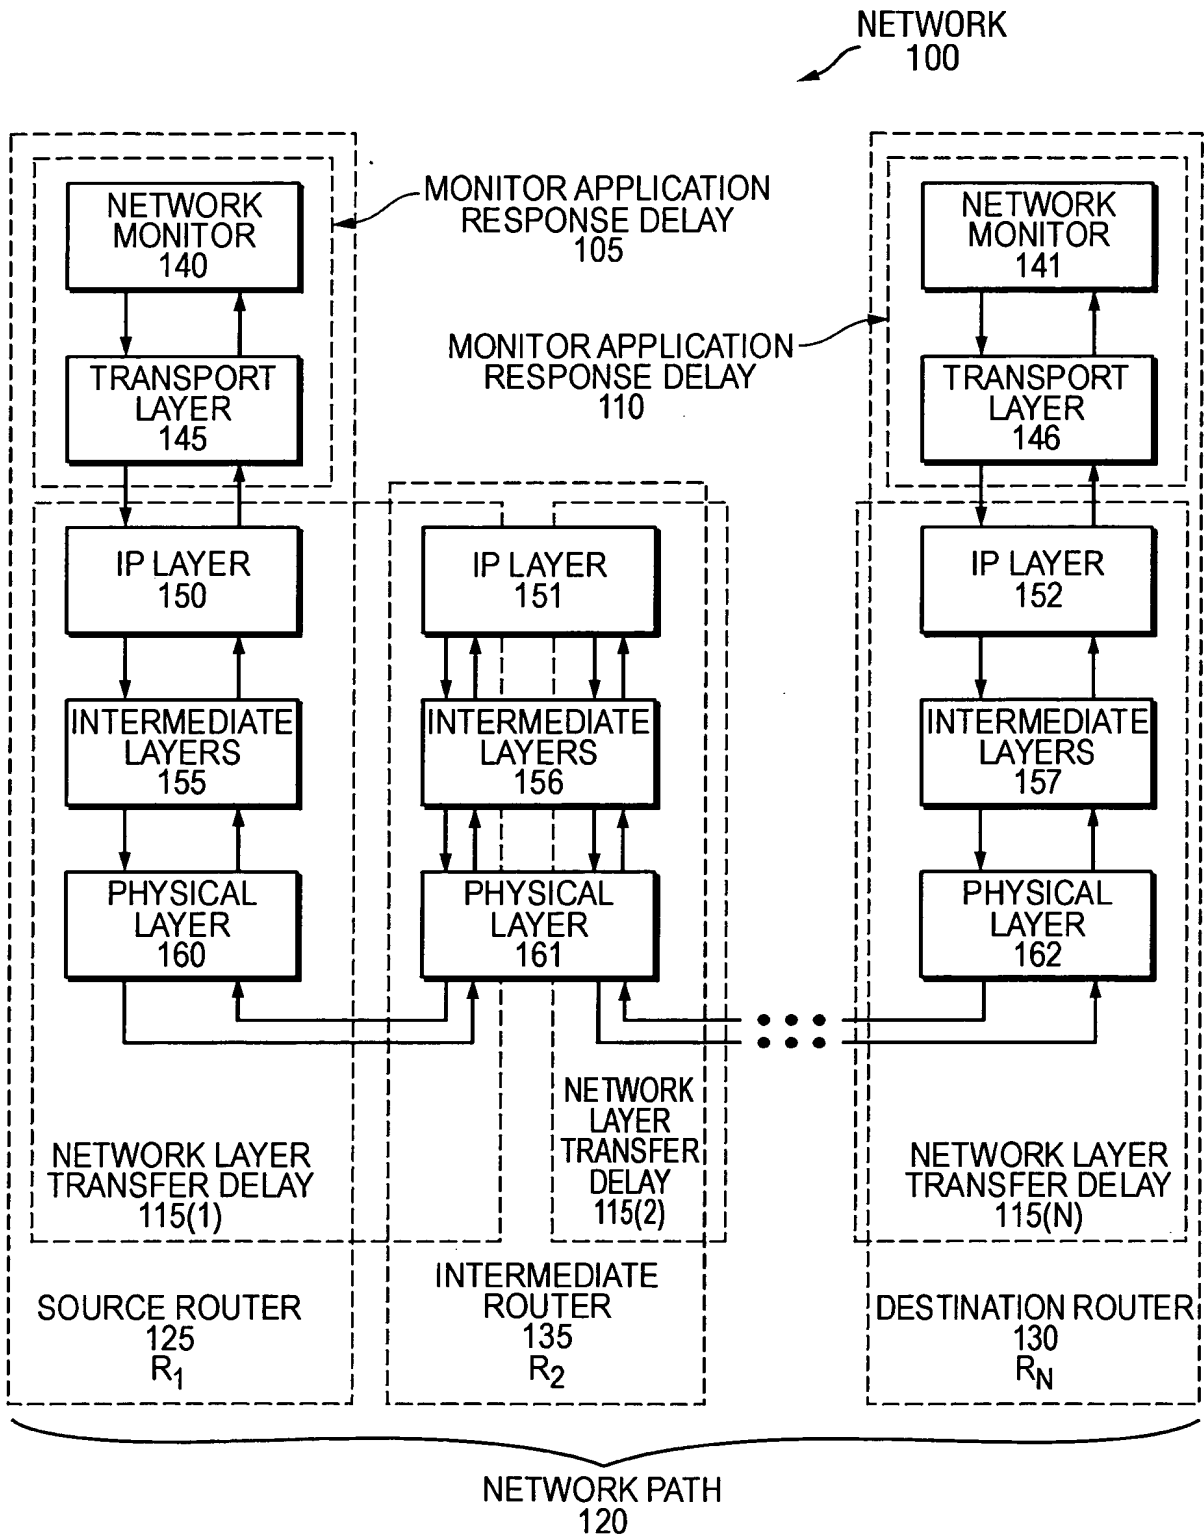 NETWORK
100
NETWORK
MONITOR
140
MONITOR APPLICATION
RESPONSE DELAY
105
NETWORK
MONITOR
141
TRANSPORT
LAYER
145
MONITOR APPLICATION
RESPONSE DELAY
110
TRANSPORT
LAYER
146
IP LAYER
150
IP LAYER
151
IP LAYER
152
INTERMEDIATE
LAYERS
155
INTERMEDIATE
LAYERS
156
INTERMEDIATE
LAYERS
157
PHYSICAL
LAYER
160
PHYSICAL
LAYER
161
PHYSICAL
LAYER
162
NETWORK LAYER
TRANSFER DELAY
115(1)
NETWORK
LAYER
TRANSFER
DELAY
115(2)
NETWORK LAYER
TRANSFER DELAY
115(N)
SOURCE ROUTER
125
R1
INTERMEDIATE
ROUTER
135
R2
DESTINATION ROUTER
130
RN
NETWORK PATH
120